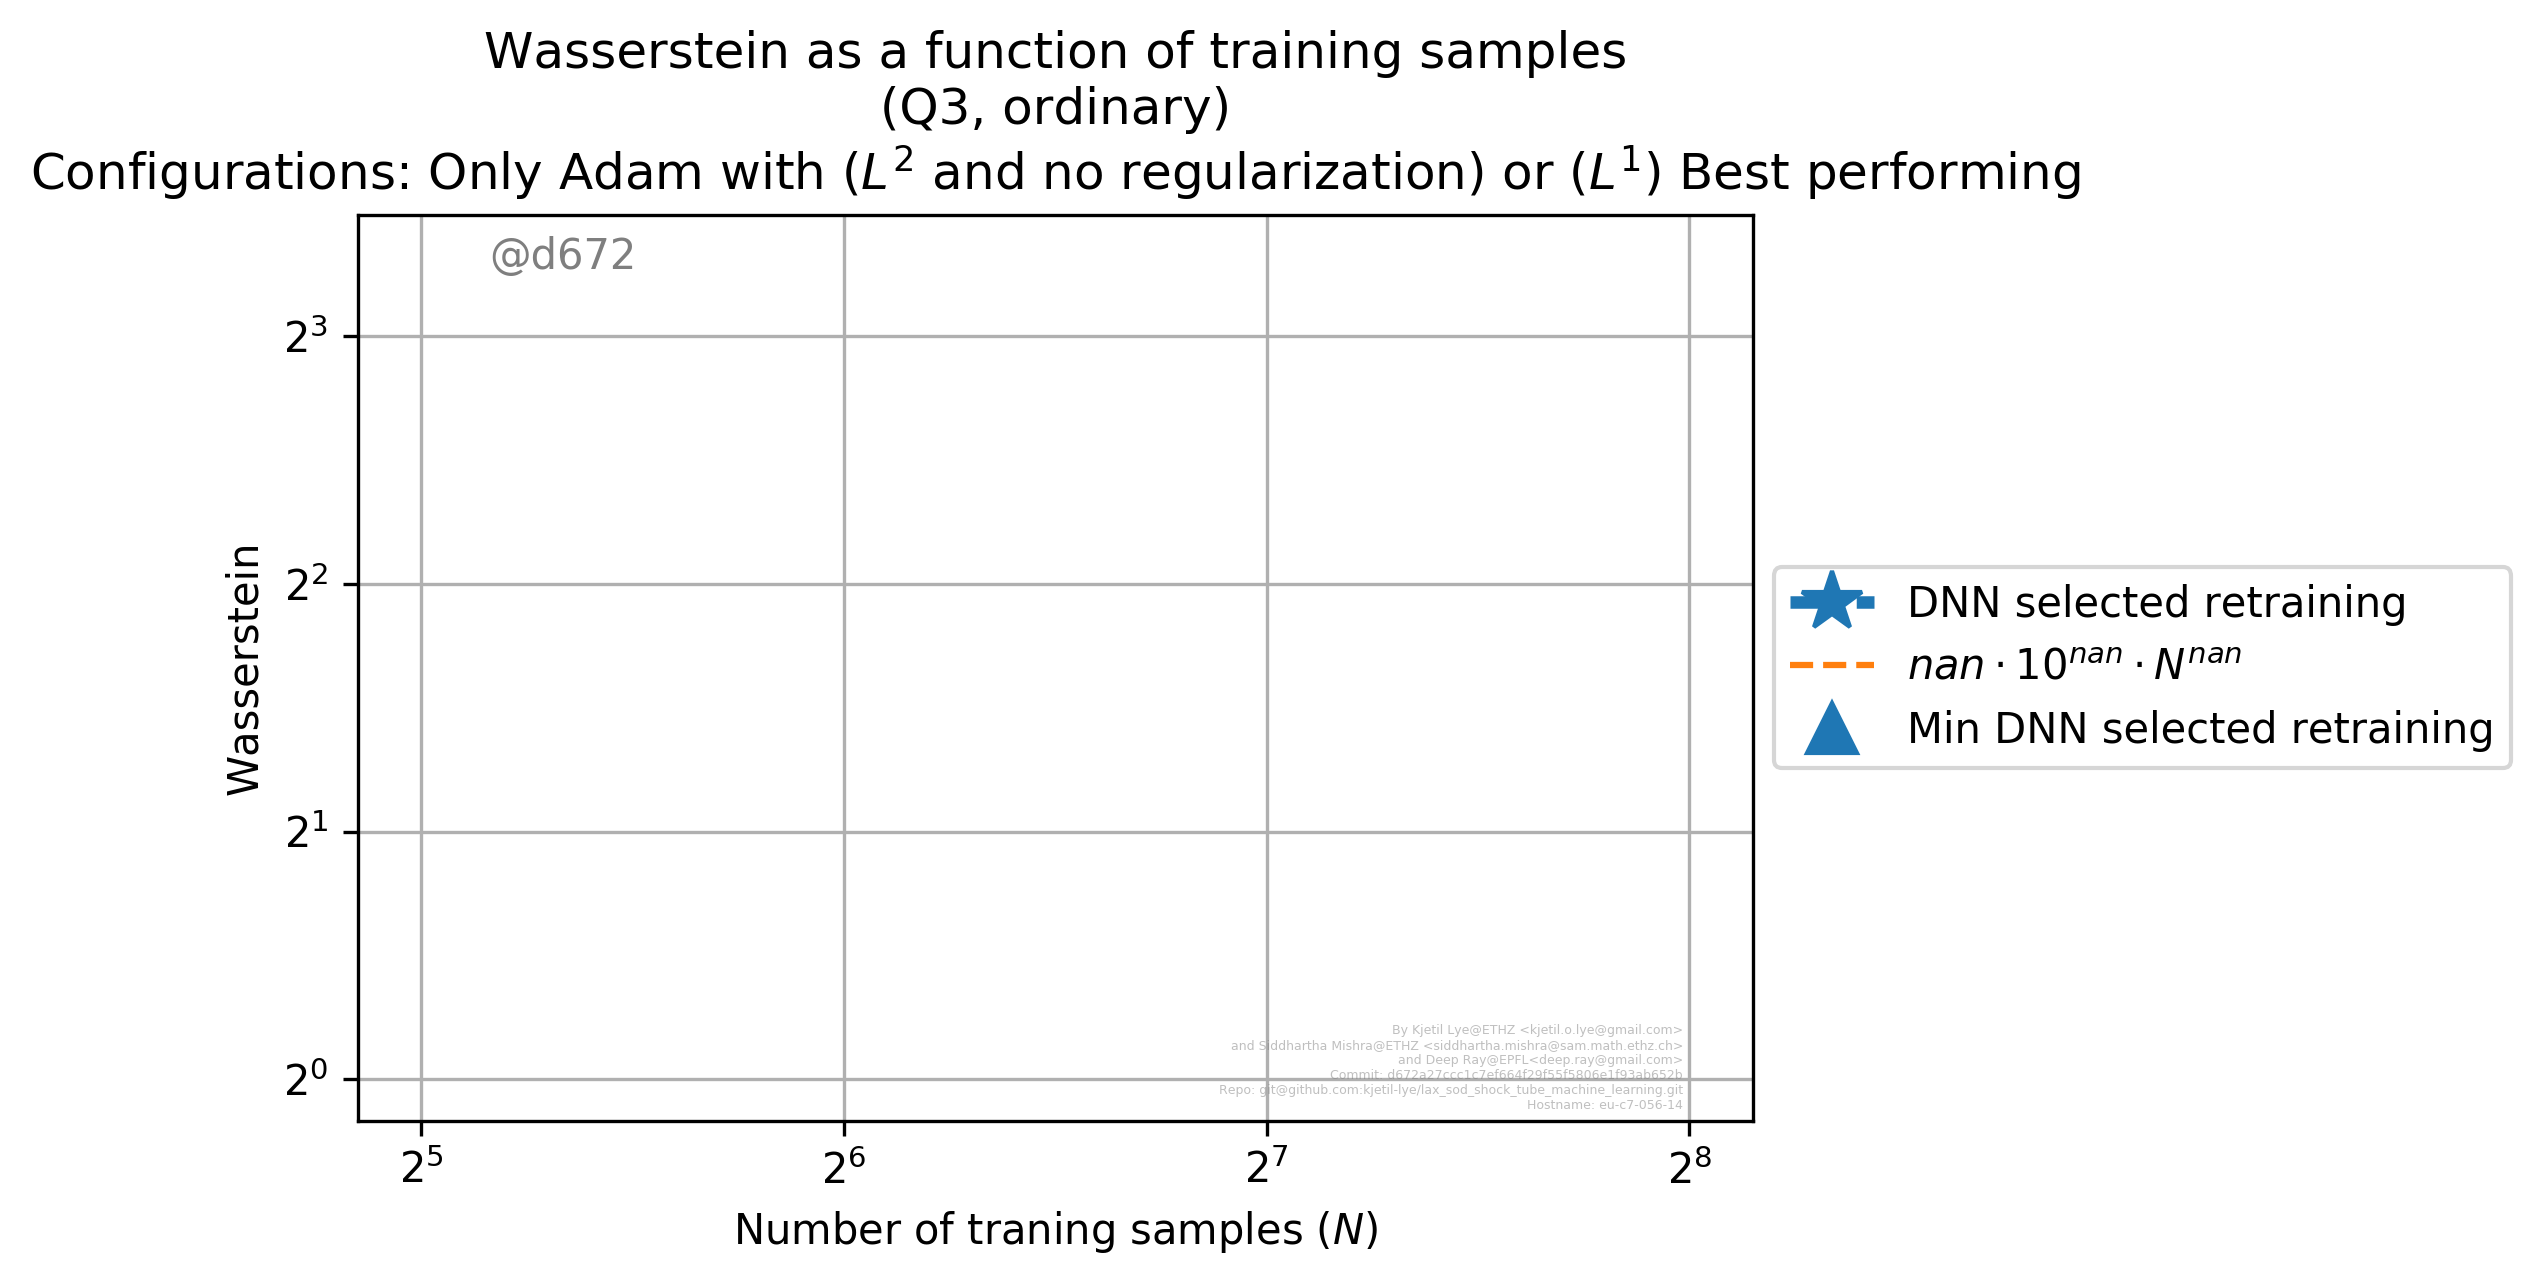 Wasserstein as a function of training samples
(Q3, ordinary)
Configurations: Only Adam with (L² and no regularization) or (L¹) Best performing
@d672
2³
2²
2¹
2⁰
Wasserstein
By Kjetil Lye@ETHZ <kjetil.o.lye@gmail.com>
and Siddhartha Mishra@ETHZ <siddhartha.mishra@sam.math.ethz.ch>
and Deep Ray@EPFL<deep.ray@gmail.com>
Commit: d672a27ccc1c7ef664f29f55f5806e1f93ab652b
Repo: git@github.com:kjetil-lye/lax_sod_shock_tube_machine_learning.git
Hostname: eu-c7-056-14
2⁵ 2⁶ 2⁷ 2⁸
Number of traning samples (N)
DNN selected retraining
nan · 10^nan · N^nan
Min DNN selected retraining